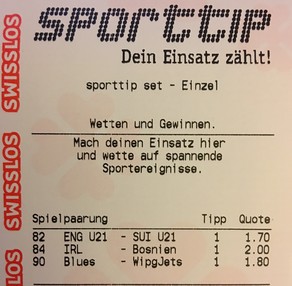 SPORTTIP
Dein Einsatz zählt!
sporttip set - Einzel
Wetten und Gewinnen.
Mach deinen Einsatz hier
und wette auf spannende
Sportereignisse.
Spielpaarung Tipp Quote
82 ENG U21 - SUI U21 1 1.70
84 IRL - Bosnien 1 2.00
90 Blues - WipgJets 1 1.80
SWISSLOS
SWISSLOS
LOS